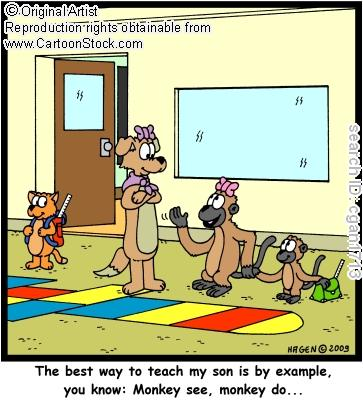 © Original Artist
Reproduction rights obtainable from
www.CartoonStock.com
search ID: cgan1713
HAGEN © 2009
The best way to teach my son is by example,
you know: Monkey see, monkey do...